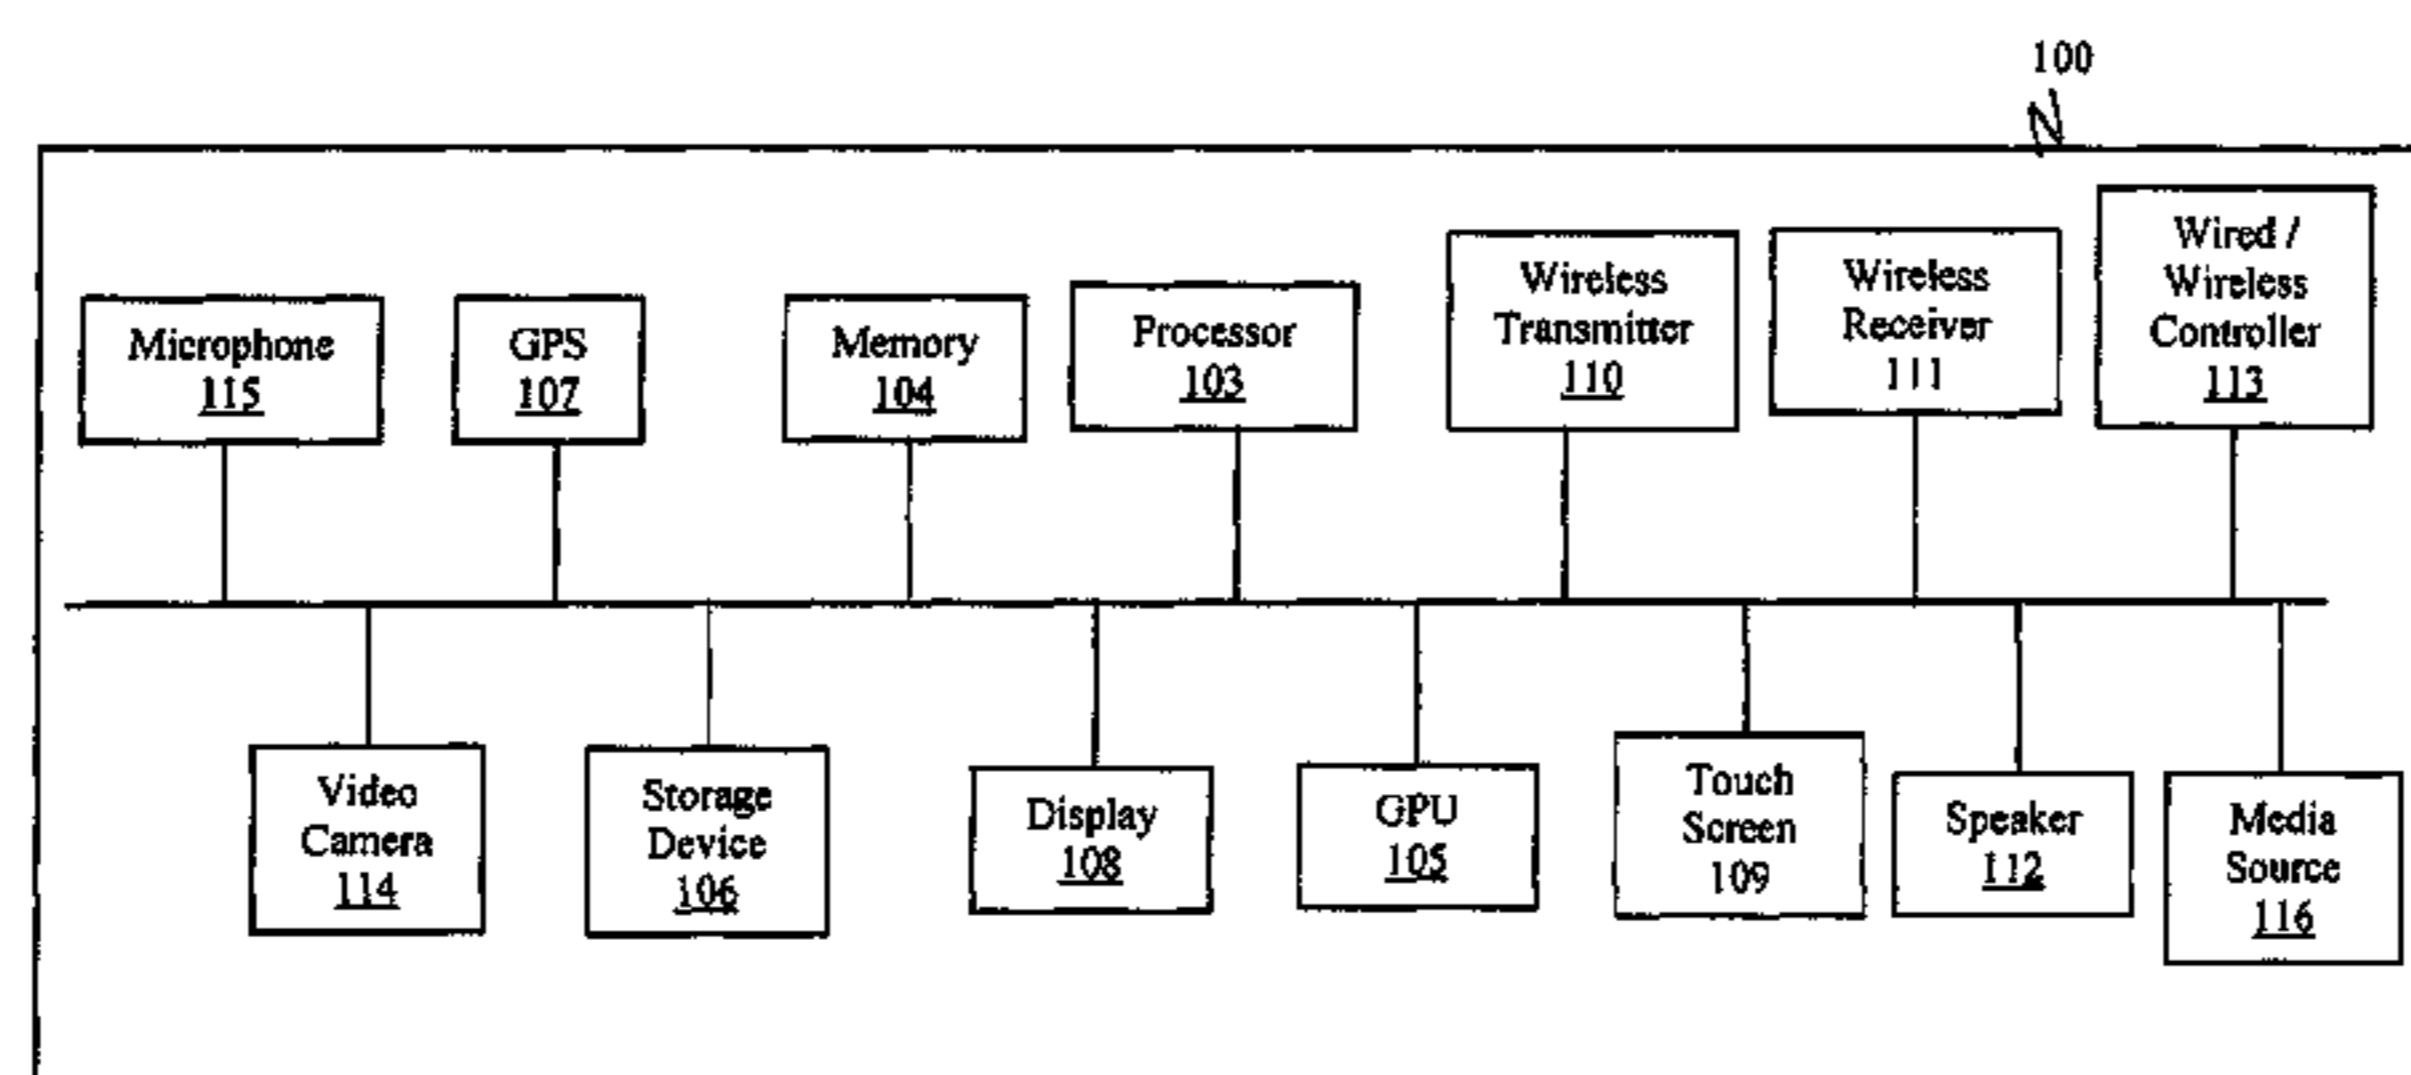 100
Microphone
115
GPS
107
Memory
104
Processor
103
Wireless
Transmitter
110
Wireless
Receiver
111
Wired /
Wireless
Controller
113
Video
Camera
114
Storage
Device
106
Display
108
GPU
105
Touch
Screen
109
Speaker
112
Media
Source
116